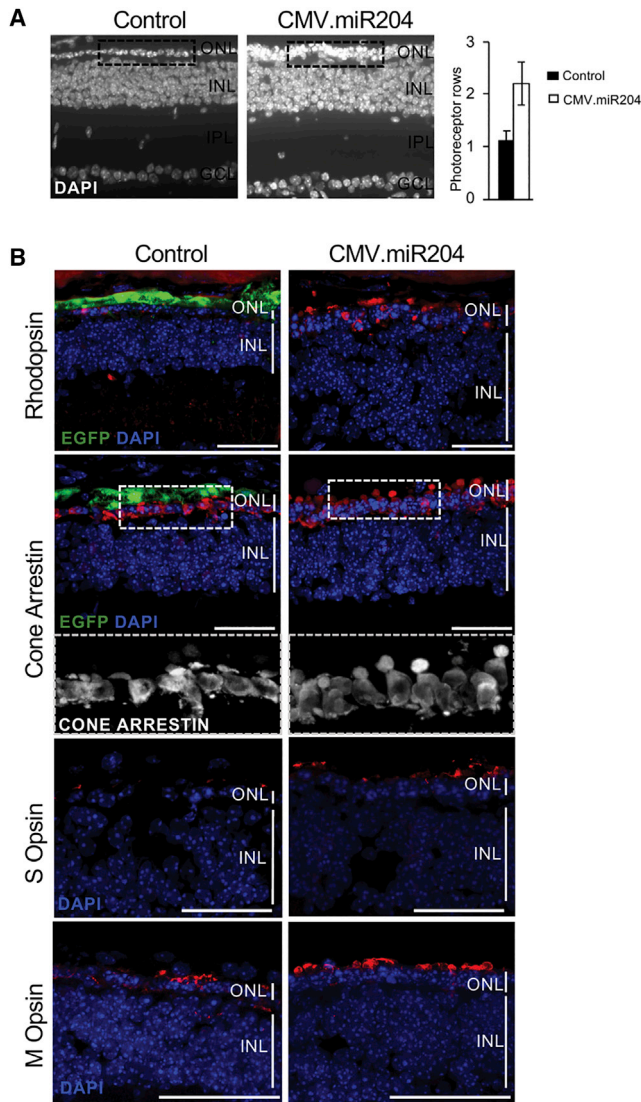 A
Control
CMV.miR204
ONL
INL
IPL
GCL
DAPI
ONL
INL
IPL
GCL
3
2
1
0
Photoreceptor rows
Control
CMV.miR204
B
Control
CMV.miR204
Rhodopsin
ONL
INL
EGFP DAPI
ONL
INL
Cone Arrestin
ONL
INL
EGFP DAPI
ONL
INL
CONE ARRESTIN
S Opsin
ONL
INL
DAPI
ONL
INL
M Opsin
ONL
INL
DAPI
ONL
INL